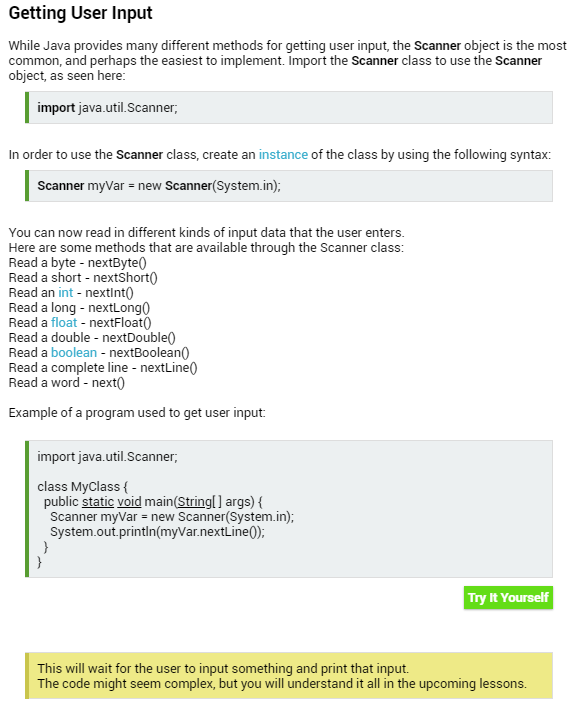 Getting User Input
While Java provides many different methods for getting user input, the Scanner object is the most
common, and perhaps the easiest to implement. Import the Scanner class to use the Scanner
object, as seen here:
import java.util.Scanner;
In order to use the Scanner class, create an instance of the class by using the following syntax:
Scanner myVar = new Scanner(System.in);
You can now read in different kinds of input data that the user enters.
Here are some methods that are available through the Scanner class:
Read a byte - nextByte()
Read a short - nextShort()
Read an int - nextInt()
Read a long - nextLong()
Read a float - nextFloat()
Read a double - nextDouble()
Read a boolean - nextBoolean()
Read a complete line - nextLine()
Read a word - next()
Example of a program used to get user input:
import java.util.Scanner;
class MyClass {
public static void main(String[ ] args) {
Scanner myVar = new Scanner(System.in);
System.out.println(myVar.nextLine());
}
}
Try It Yourself
This will wait for the user to input something and print that input.
The code might seem complex, but you will understand it all in the upcoming lessons.